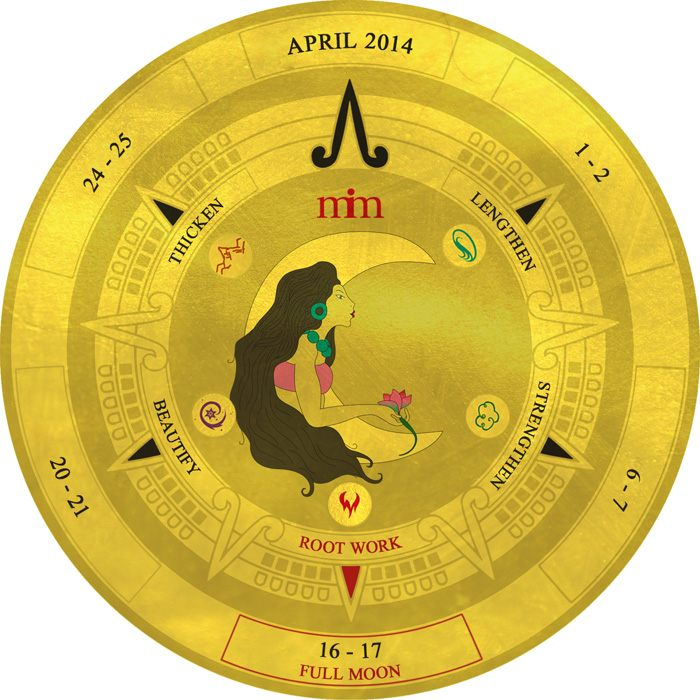 APRIL 2014
mim
1 - 2
LENGTHEN
6 - 7
STRENGTHEN
16 - 17
FULL MOON
ROOT WORK
20 - 21
BEAUTIFY
24 - 25
THICKEN